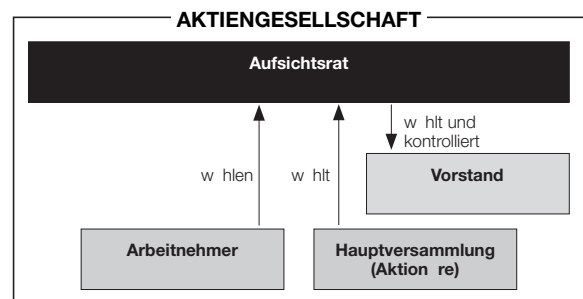 AKTIENGESELLSCHAFT
Aufsichtsrat
w hlt und
kontrolliert
w hlen
w hlt
Vorstand
Arbeitnehmer
Hauptversammlung
(Aktion re)